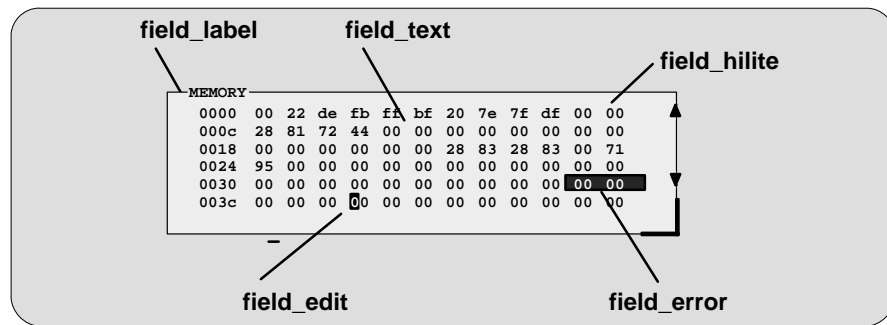 field_label field_text
field_hilite
MEMORY
0000 00 22 de fb ff bf 20 7e 7f df 00 00
000c 28 81 72 44 00 00 00 00 00 00 00 00
0018 00 00 00 00 00 00 28 83 28 83 00 71
0024 95 00 00 00 00 00 00 00 00 00 00 00
0030 00 00 00 00 00 00 00 00 00 00 00 00
003c 00 00 00 00 00 00 00 00 00 00 00 00
field_edit field_error